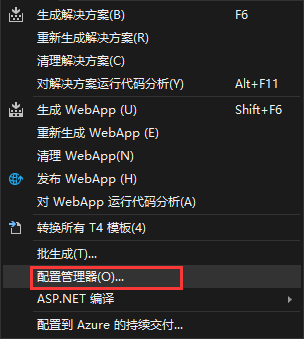 生成解决方案(B) F6
重新生成解决方案(R)
清理解决方案(C)
对解决方案运行代码分析(Y) Alt+F11
生成 WebApp (U) Shift+F6
重新生成 WebApp (E)
清理 WebApp(N)
发布 WebApp (H)
对 WebApp 运行代码分析(A)
转换所有 T4 模板(4)
批生成(T)...
配置管理器(O)...
ASP.NET 编译
配置到 Azure 的持续交付...